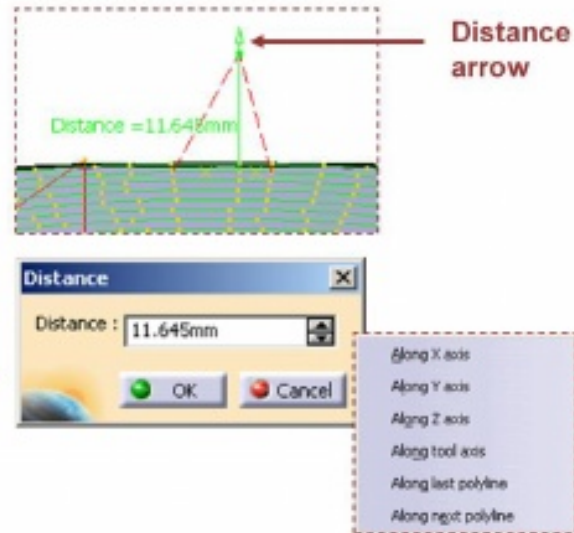 Distance
arrow
Distance =11.645mm
Distance
Distance : 11.645mm
OK Cancel
Along X axis
Along Y axis
Along Z axis
Along tool axis
Along last polyline
Along next polyline